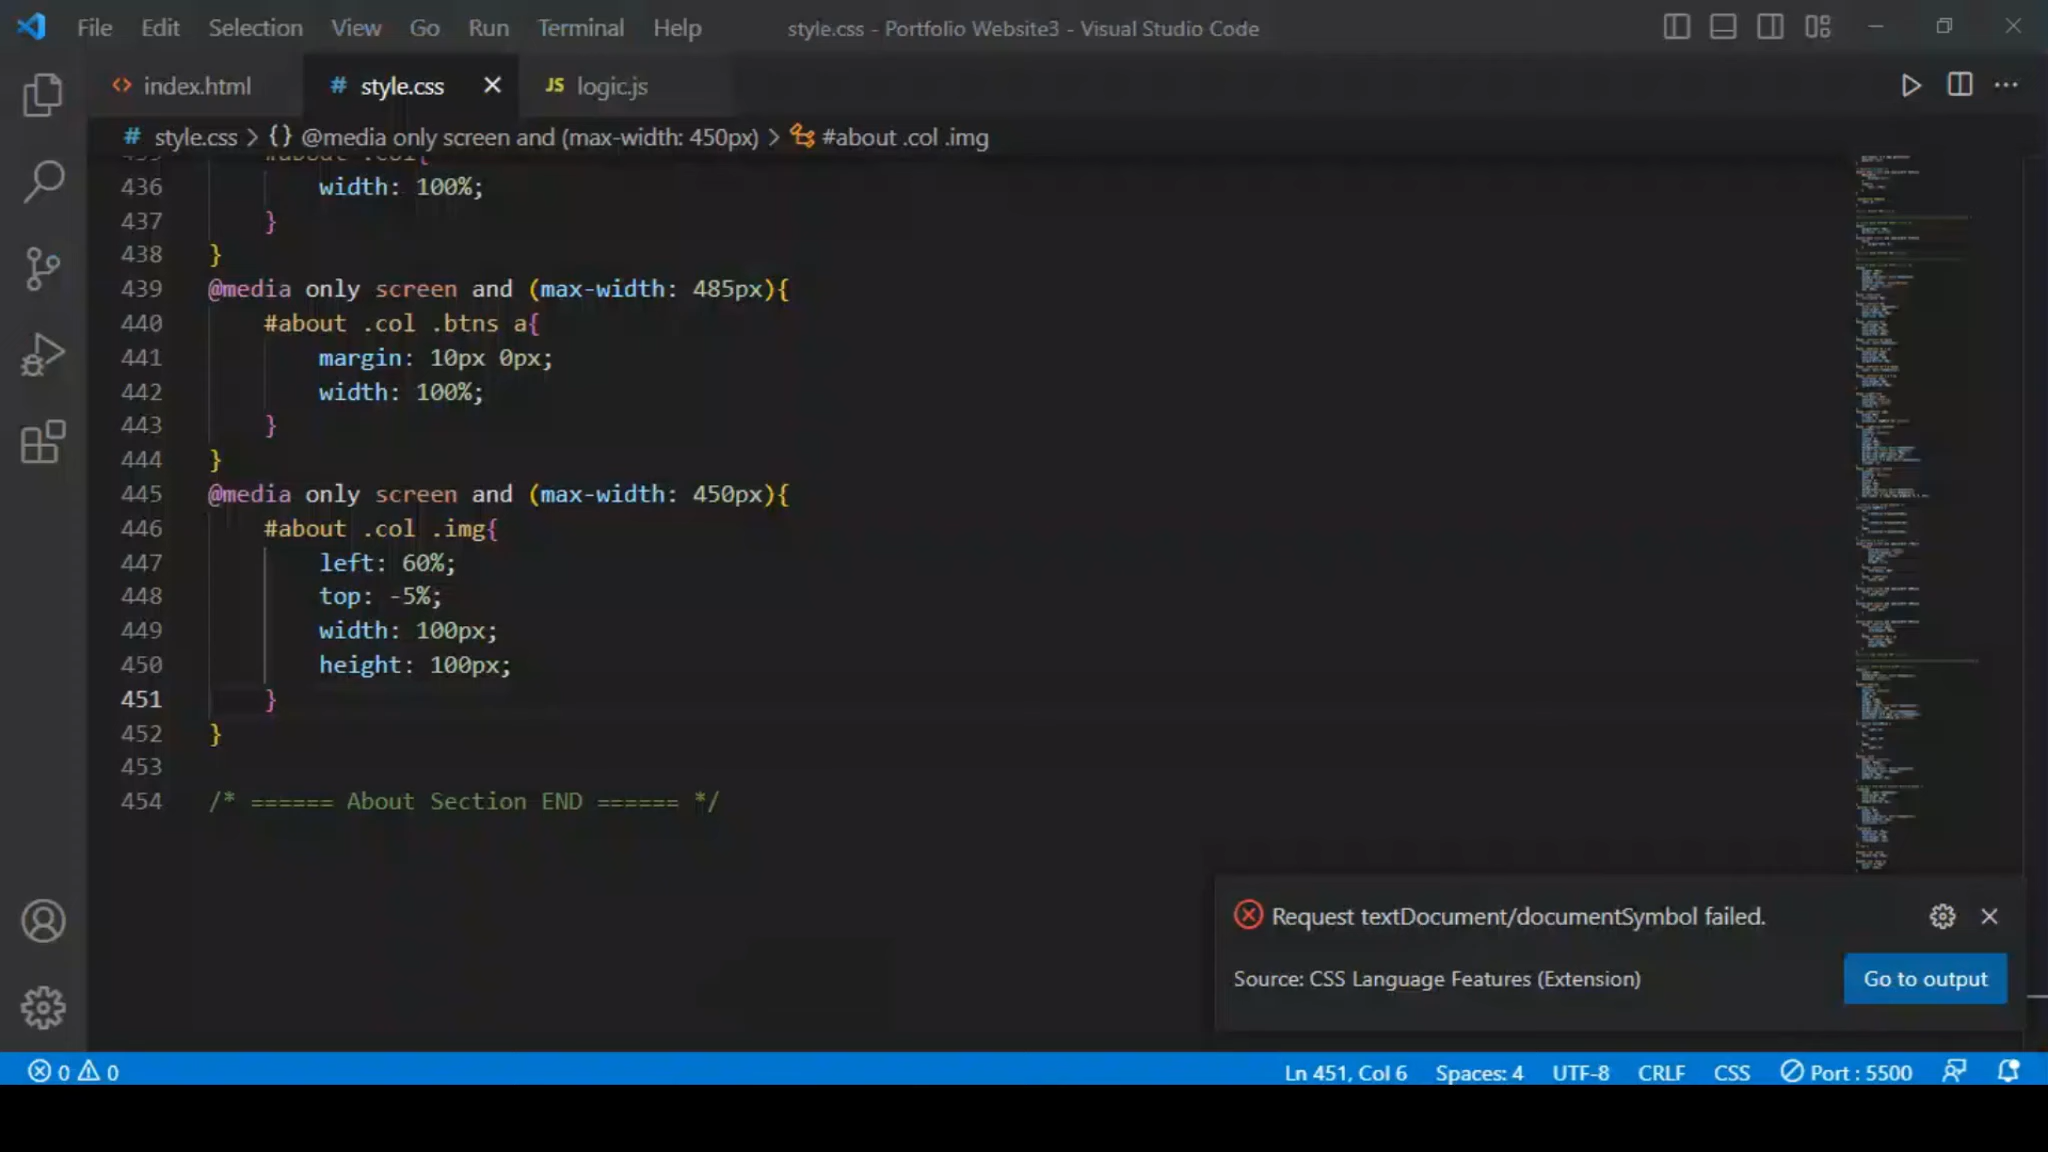 File Edit Selection View Go Run Terminal Help style.css - Portfolio Website3 - Visual Studio Code
index.html # style.css JS logic.js
# style.css > {} @media only screen and (max-width: 450px) > #about .col .img
#about .col{
436 width: 100%;
437 }
438 }
439 @media only screen and (max-width: 485px){
440 #about .col .btns a{
441 margin: 10px 0px;
442 width: 100%;
443 }
444 }
445 @media only screen and (max-width: 450px){
446 #about .col .img{
447 left: 60%;
448 top: -5%;
449 width: 100px;
450 height: 100px;
451 }
452 }
453
454 /* ====== About Section END ====== */
Request textDocument/documentSymbol failed.
Source: CSS Language Features (Extension) Go to output
0 0 Ln 451, Col 6 Spaces: 4 UTF-8 CRLF CSS Port : 5500